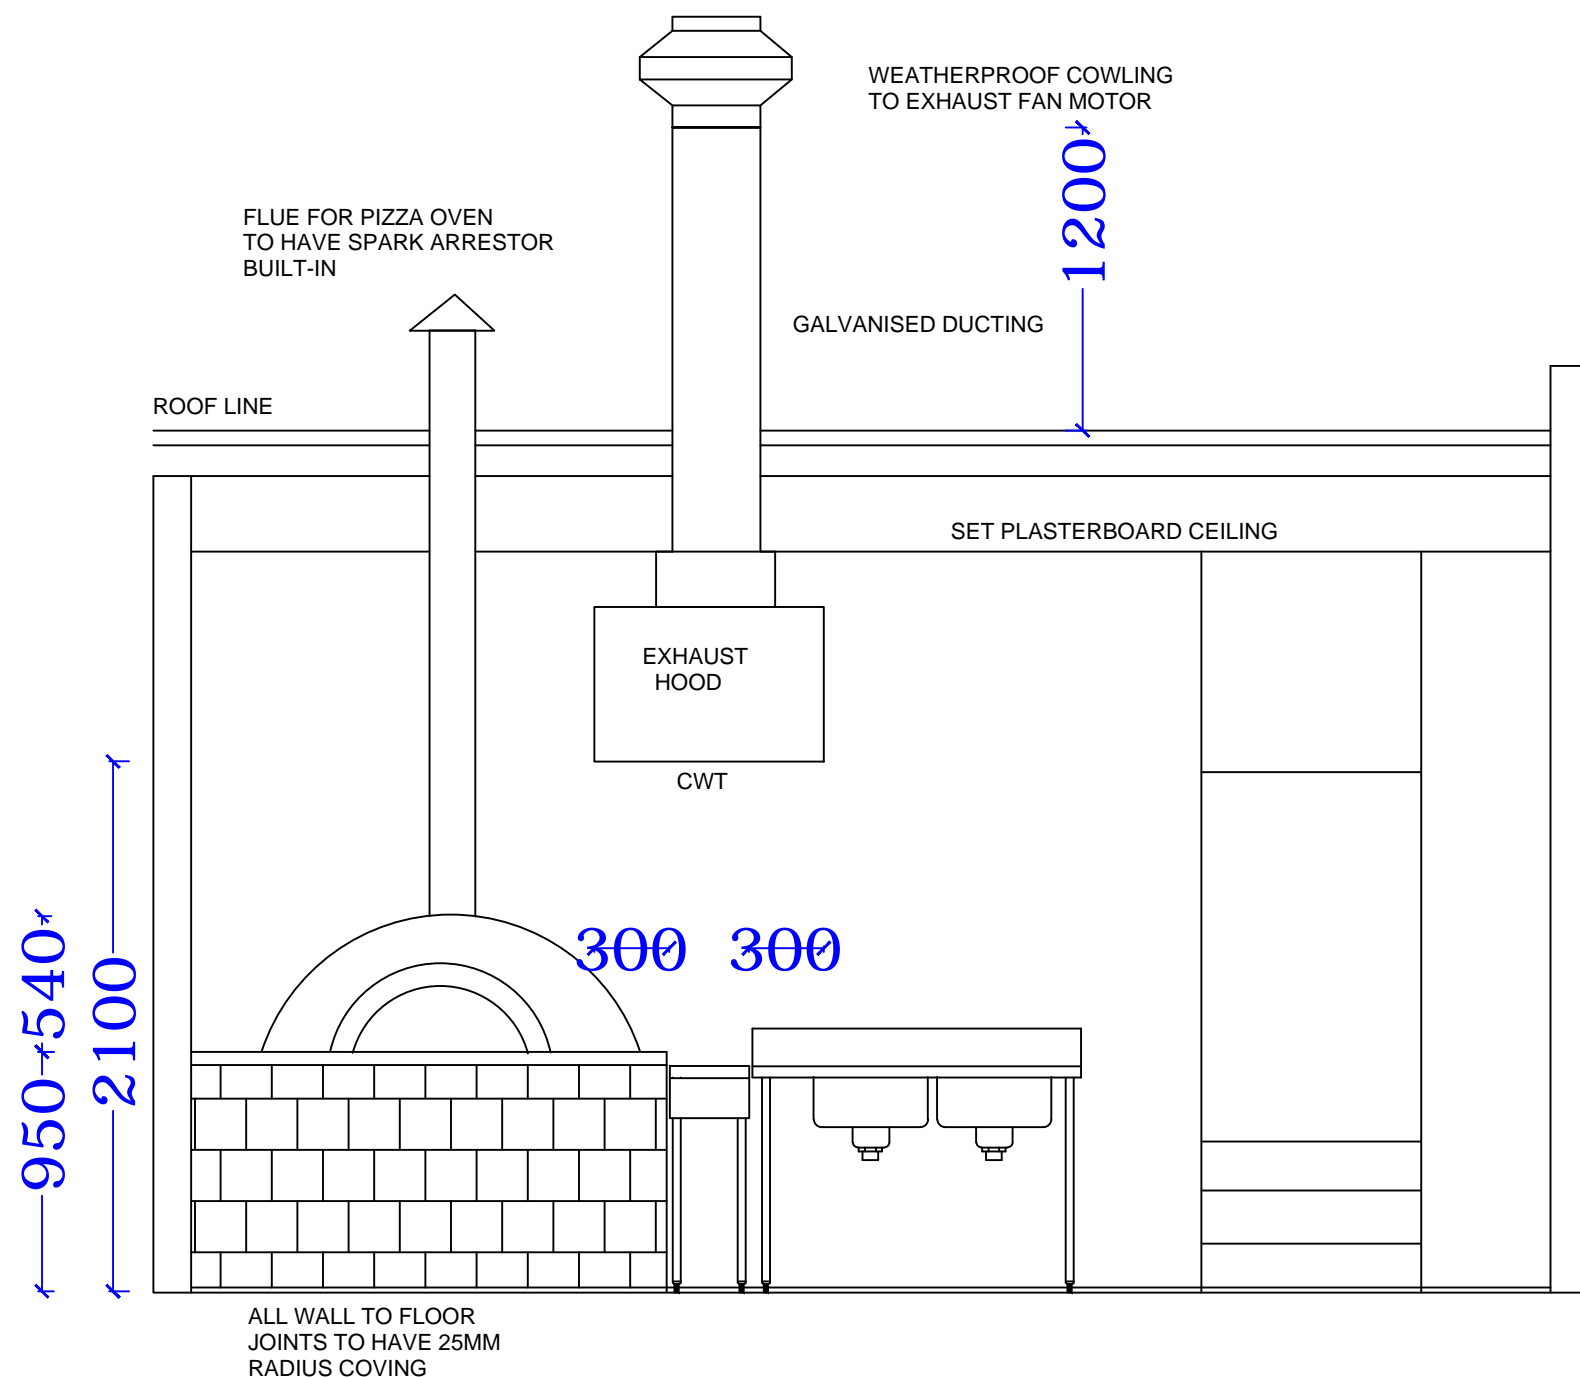 WEATHERPROOF COWLING
TO EXHAUST FAN MOTOR
1200
FLUE FOR PIZZA OVEN
TO HAVE SPARK ARRESTOR
BUILT-IN
GALVANISED DUCTING
ROOF LINE
SET PLASTERBOARD CEILING
EXHAUST
HOOD
CWT
300
300
540
950
2100
ALL WALL TO FLOOR
JOINTS TO HAVE 25MM
RADIUS COVING